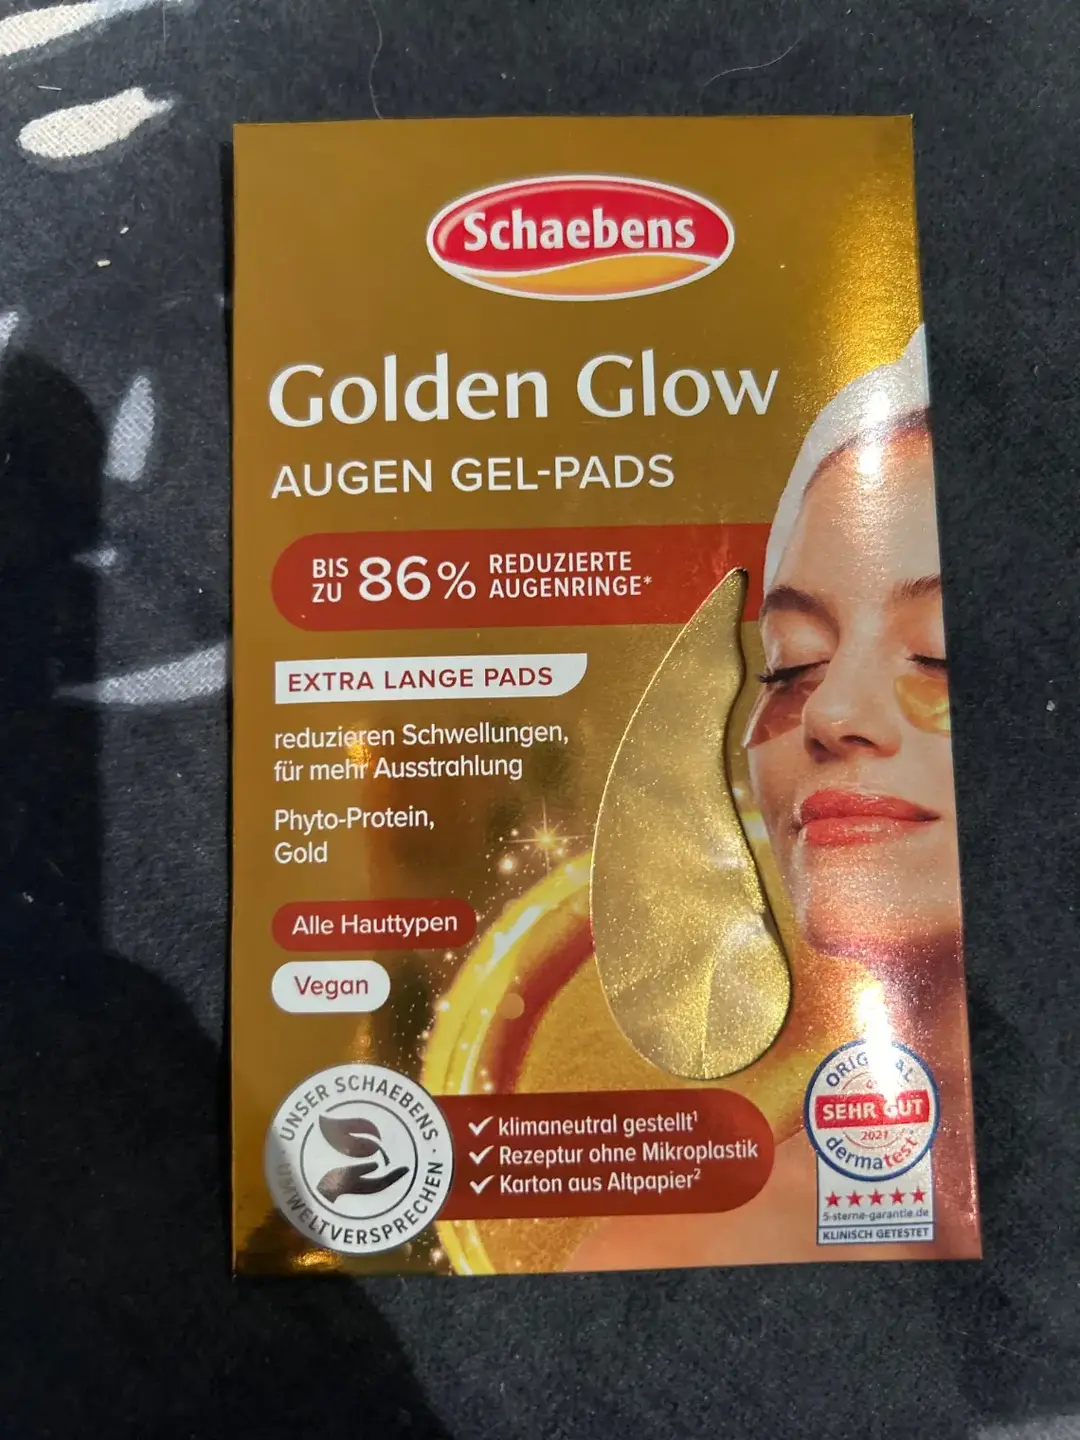 Schaebens
Golden Glow
AUGEN GEL-PADS
BIS ZU 86% REDUZIERTE
AUGENRINGE*
EXTRA LANGE PADS
reduzieren Schwellungen,
für mehr Ausstrahlung
Phyto-Protein,
Gold
Alle Hauttypen
Vegan
UNSER SCHAEBENS · UMWELTVERSPRECHEN ·
✓ klimaneutral gestellt¹
✓ Rezeptur ohne Mikroplastik
✓ Karton aus Altpapier²
ORIGINAL
SEHR GUT
2021
dermatest
5-sterne-garantie.de
KLINISCH GETESTET